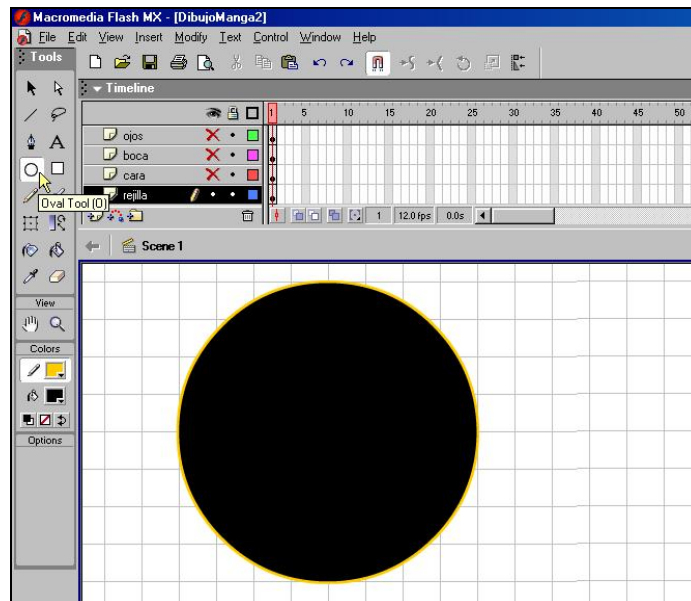 Macromedia Flash MX - [DibujoManga2]
File Edit View Insert Modify Text Control Window Help
Tools
Timeline
1 5 10 15 20 25 30 35 40 45 50
ojos
boca
cara
rejilla
Oval Tool (O)
1 12.0 fps 0.0s
Scene 1
View
Colors
Options